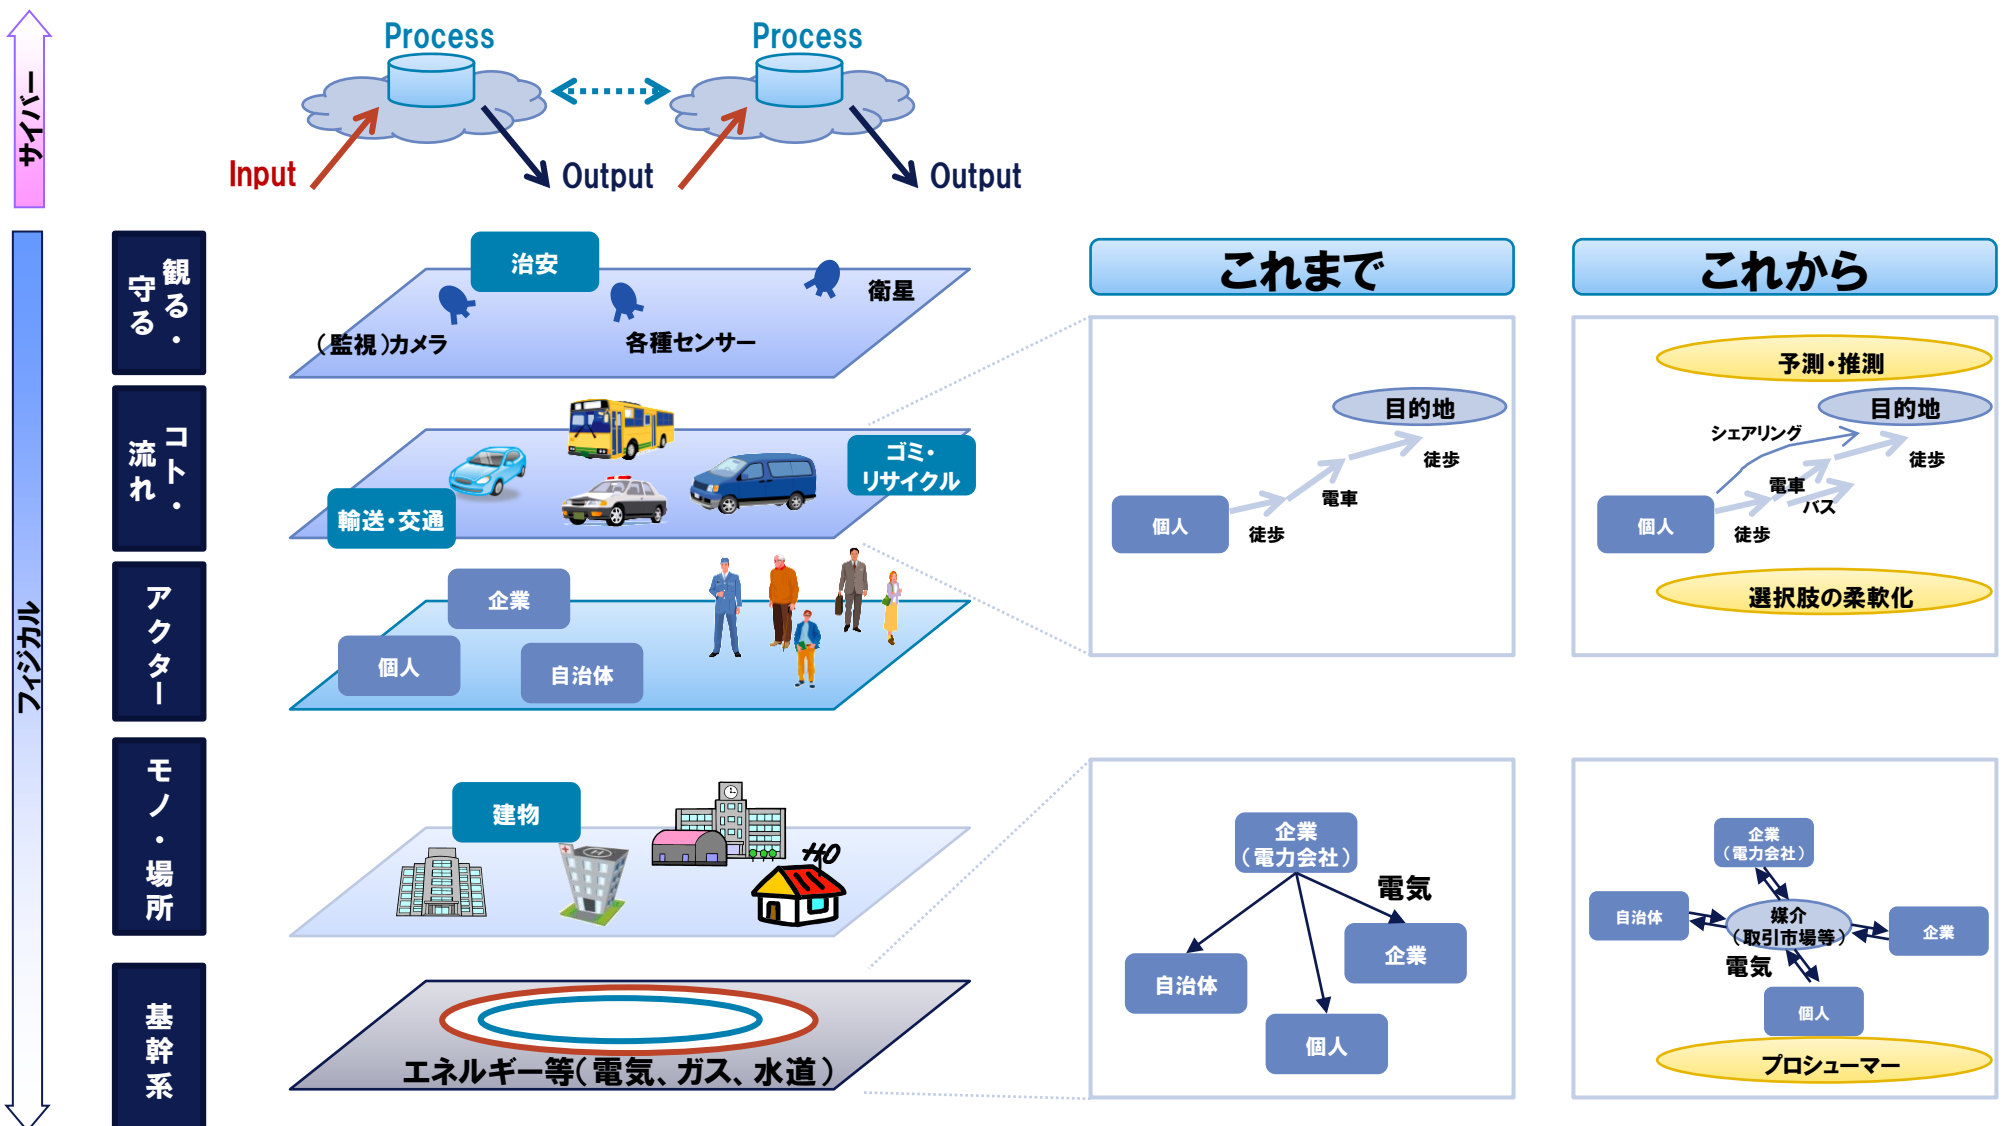 サイバー
Process
Process
Input
Output
Output
フィジカル
観る・
守る
治安
(監視)カメラ
各種センサー
衛星
コト・
流れ
輸送・交通
ゴミ・
リサイクル
アクター
企業
個人
自治体
モノ・場所
建物
基幹系
エネルギー等(電気、ガス、水道)
これまで
目的地
徒歩
電車
個人
徒歩
企業
(電力会社)
電気
企業
自治体
個人
これから
予測・推測
目的地
シェアリング
徒歩
電車
バス
個人
徒歩
選択肢の柔軟化
企業
(電力会社)
自治体
媒介
(取引市場等)
企業
電気
個人
プロシューマー